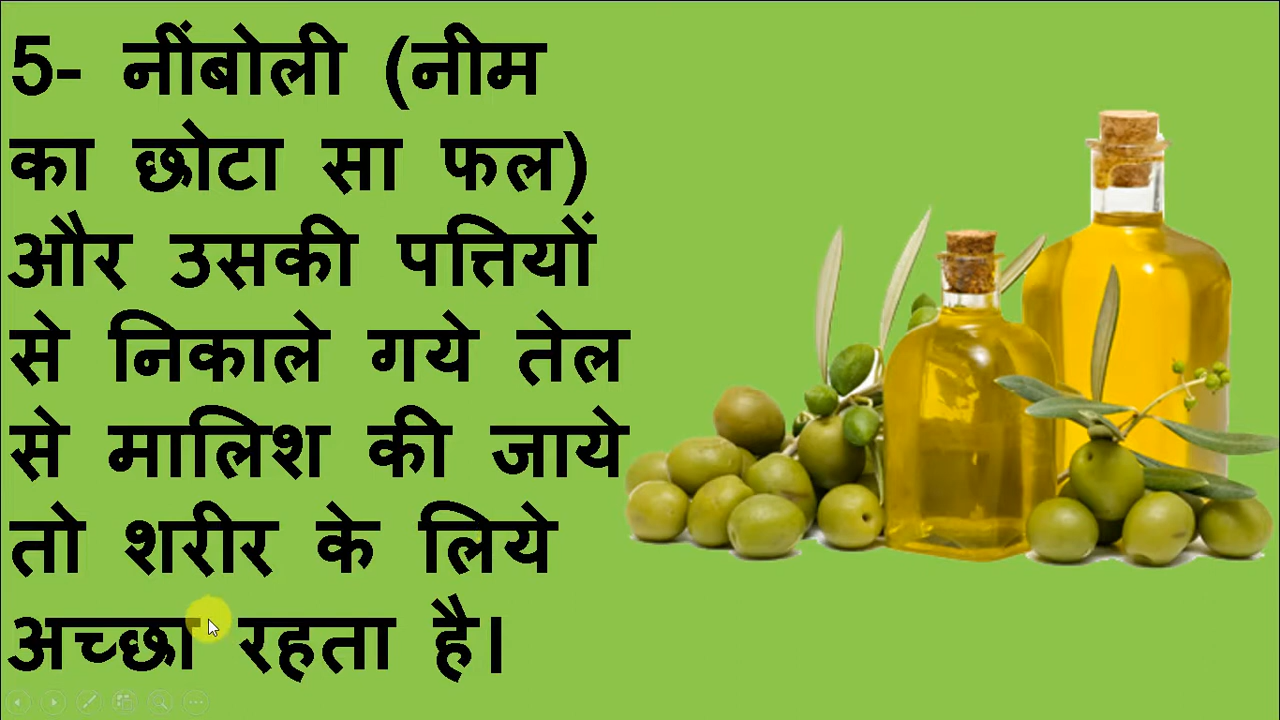 5- नींबोली (नीम
का छोटा सा फल)
और उसकी पत्तियों
से निकाले गये तेल
से मालिश की जाये
तो शरीर के लिये
अच्छा रहता है।